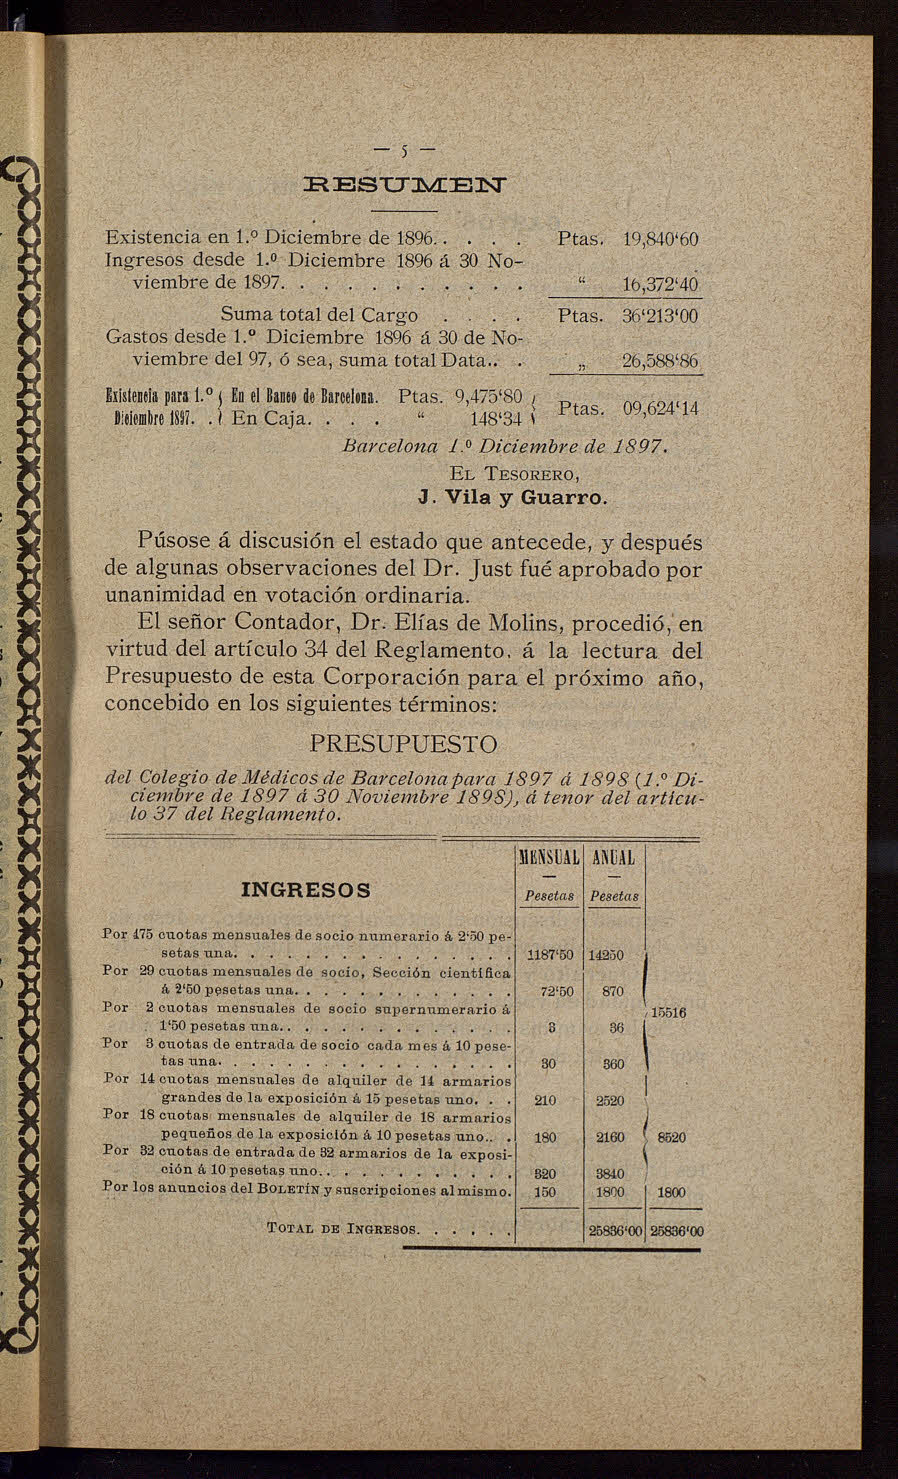 — 5 —
RESUMEN
Existencia en 1.º Diciembre de 1896. . . . . Ptas. 19,840'60
Ingresos desde 1.º Diciembre 1896 á 30 No-
viembre de 1897. . . . . . . . . . . “ 16,372'40
Suma total del Cargo . . . . Ptas. 36'213'00
Gastos desde 1.º Diciembre 1896 á 30 de No-
viembre del 97, ó sea, suma total Data.. . „ 26,588'86
Existencia para 1.º { En el Banco de Barcelona. Ptas. 9,475'80 } Ptas. 09,624'14
Diciembre 1897. . { En Caja. . . . “ 148'34 }
Barcelona 1.º Diciembre de 1897.
EL TESORERO,
J. Vila y Guarro.
Púsose á discusión el estado que antecede, y después
de algunas observaciones del Dr. Just fué aprobado por
unanimidad en votación ordinaria.
El señor Contador, Dr. Elías de Molins, procedió, en
virtud del artículo 34 del Reglamento, á la lectura del
Presupuesto de esta Corporación para el próximo año,
concebido en los siguientes términos:
PRESUPUESTO
del Colegio de Médicos de Barcelona para 1897 á 1898 (1.º Di-
ciembre de 1897 á 30 Noviembre 1898), á tenor del artícu-
lo 37 del Reglamento.
INGRESOS MENSUAL — Pesetas ANUAL — Pesetas
Por 475 cuotas mensuales de socio numerario á 2'50 pe-
setas una. . . . . . . . . . . . . . . . 1187'50 14250
Por 29 cuotas mensuales de socio, Sección científica
á 2'50 pesetas una. . . . . . . . . . . . 72'50 870
Por 2 cuotas mensuales de socio supernumerario á 15516
1'50 pesetas una.. . . . . . . . . . . . . 3 36
Por 3 cuotas de entrada de socio cada mes á 10 pese-
tas una. . . . . . . . . . . . . . . . . 30 360
Por 14 cuotas mensuales de alquiler de 14 armarios
grandes de la exposición á 15 pesetas uno. . . 210 2520
Por 18 cuotas mensuales de alquiler de 18 armarios
pequeños de la exposición á 10 pesetas uno.. . 180 2160 8520
Por 32 cuotas de entrada de 32 armarios de la exposi-
ción á 10 pesetas uno. . . . . . . . . . . . 320 3840
Por los anuncios del BOLETÍN y suscripciones al mismo. 150 1800 1800
TOTAL DE INGRESOS. . . . . . 25836'00 25836'00